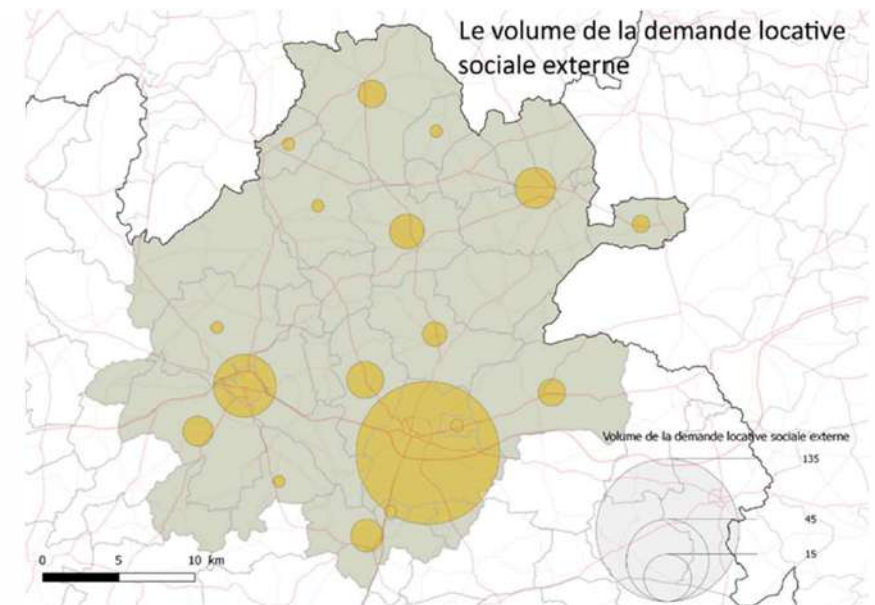 Le volume de la demande locative
sociale externe
Volume de la demande locative sociale externe
135
45
15
0 5 10 km